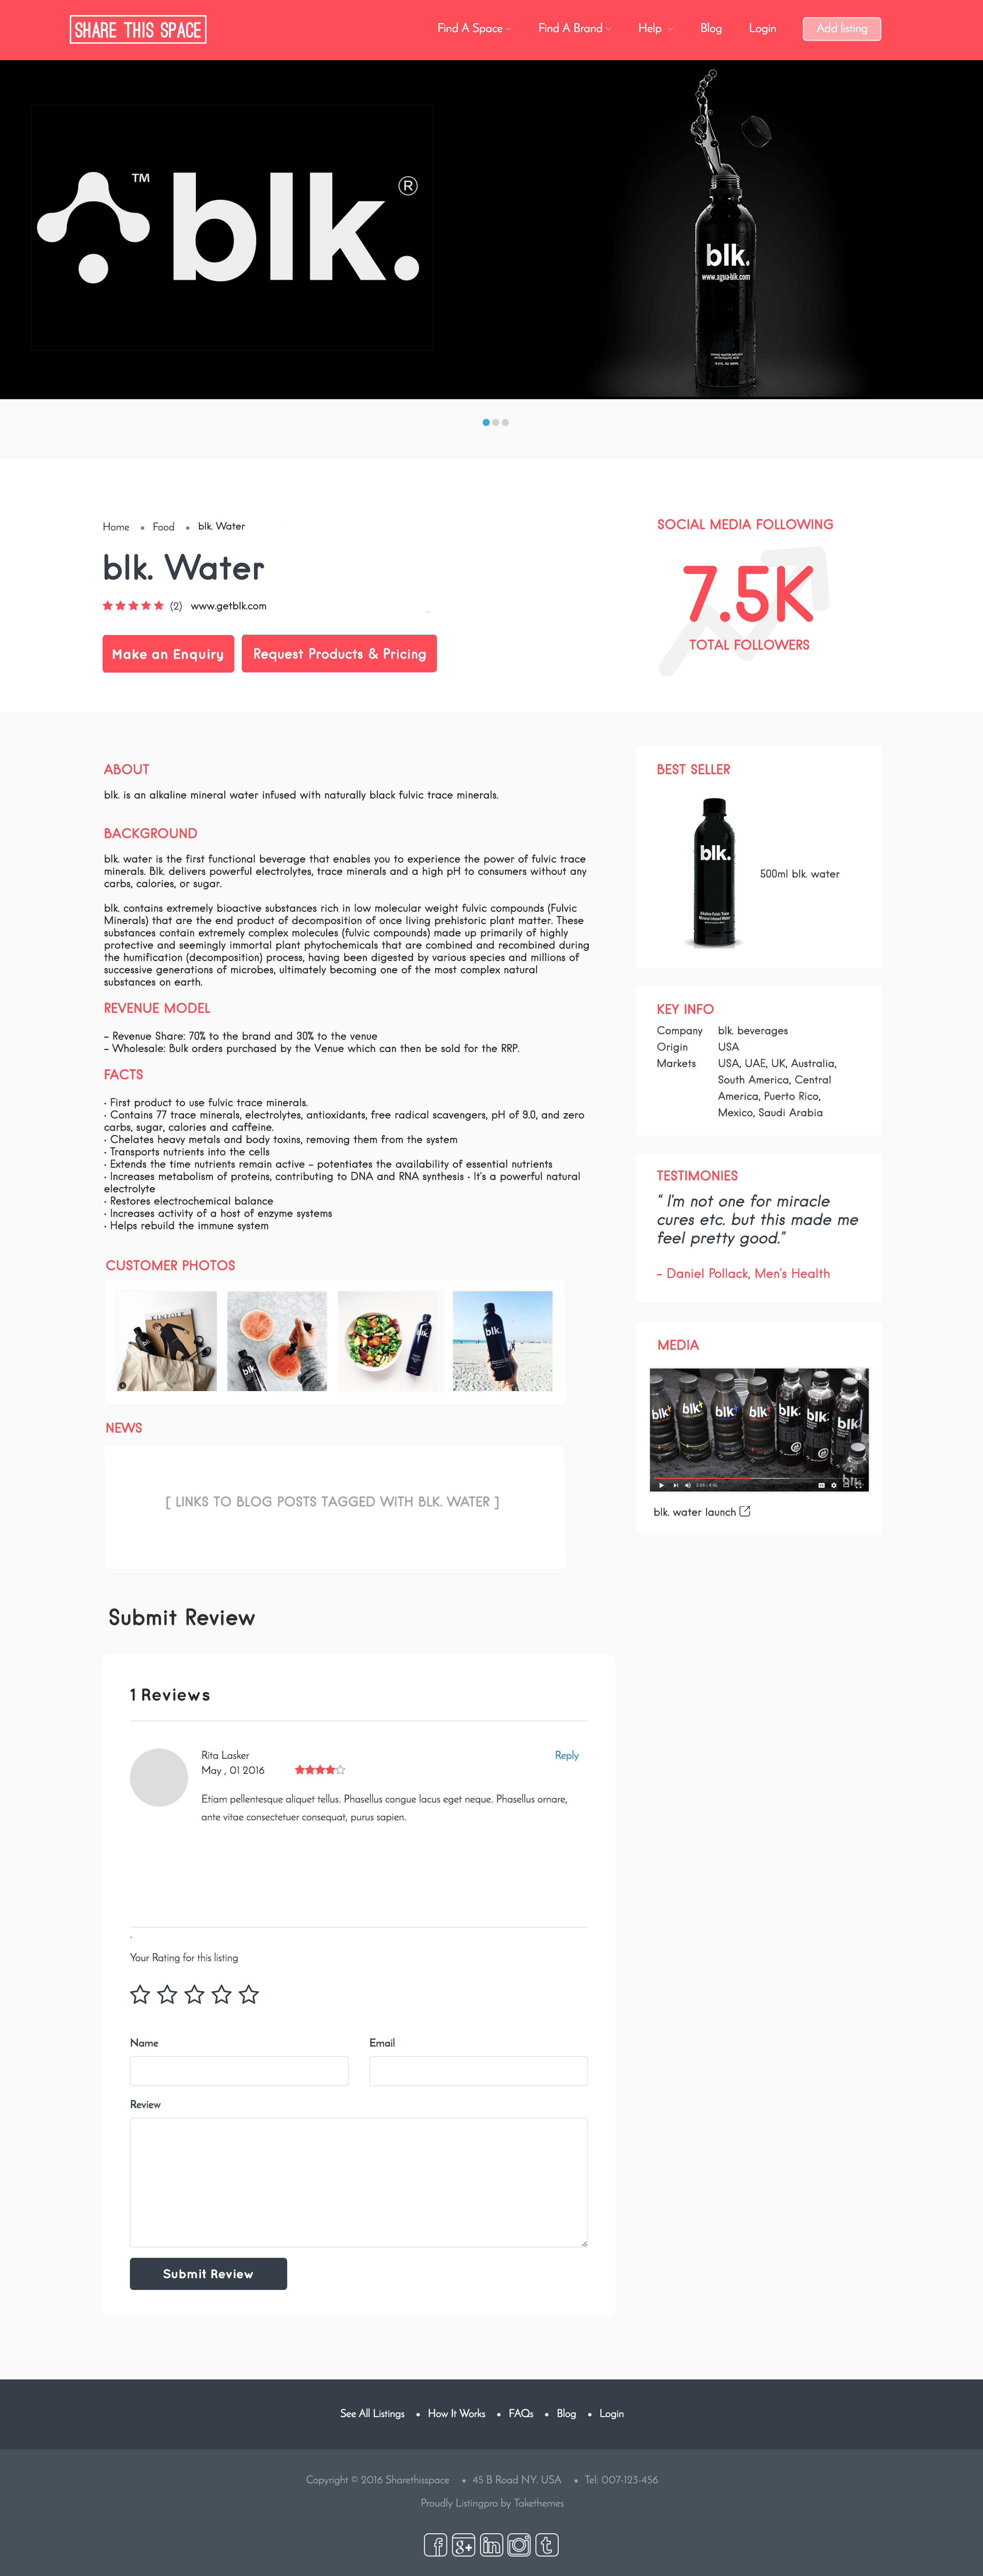 SHARE THIS SPACE
Find A Space
Find A Brand
Help
Blog
Login
Add listing
™
blk.
®
blk.
www.agua-blk.com
Home • Food • blk. Water
blk. Water
(2) www.getblk.com
Make an Enquiry
Request Products & Pricing
SOCIAL MEDIA FOLLOWING
7.5K
TOTAL FOLLOWERS
ABOUT
blk. is an alkaline mineral water infused with naturally black fulvic trace minerals.
BACKGROUND
blk. water is the first functional beverage that enables you to experience the power of fulvic trace
minerals. Blk. delivers powerful electrolytes, trace minerals and a high pH to consumers without any
carbs, calories, or sugar.
blk. contains extremely bioactive substances rich in low molecular weight fulvic compounds (Fulvic
Minerals) that are the end product of decomposition of once living prehistoric plant matter. These
substances contain extremely complex molecules (fulvic compounds) made up primarily of highly
protective and seemingly immortal plant phytochemicals that are combined and recombined during
the humification (decomposition) process, having been digested by various species and millions of
successive generations of microbes, ultimately becoming one of the most complex natural
substances on earth.
REVENUE MODEL
– Revenue Share: 70% to the brand and 30% to the venue
– Wholesale: Bulk orders purchased by the Venue which can then be sold for the RRP.
FACTS
• First product to use fulvic trace minerals.
• Contains 77 trace minerals, electrolytes, antioxidants, free radical scavengers, pH of 9.0, and zero
carbs, sugar, calories and caffeine.
• Chelates heavy metals and body toxins, removing them from the system
• Transports nutrients into the cells
• Extends the time nutrients remain active – potentiates the availability of essential nutrients
• Increases metabolism of proteins, contributing to DNA and RNA synthesis • It's a powerful natural
electrolyte
• Restores electrochemical balance
• Increases activity of a host of enzyme systems
• Helps rebuild the immune system
CUSTOMER PHOTOS
KINFOLK
blk.
blk.
blk.
blk.
NEWS
[ LINKS TO BLOG POSTS TAGGED WITH BLK. WATER ]
BEST SELLER
blk.
Alkaline Fulvic Trace
Mineral Infused Water
500ml blk. water
KEY INFO
Company blk. beverages
Origin USA
Markets USA, UAE, UK, Australia,
South America, Central
America, Puerto Rico,
Mexico, Saudi Arabia
TESTIMONIES
“ I'm not one for miracle
cures etc. but this made me
feel pretty good.”
– Daniel Pollack, Men's Health
MEDIA
blk+ blk+ blk+ blk+ blk. blk. blk.
blk.
blk. water launch
Submit Review
1 Reviews
Rita Lasker
Reply
May , 01 2016
Etiam pellentesque aliquet tellus. Phasellus congue lacus eget neque. Phasellus ornare,
ante vitae consectetuer consequat, purus sapien.
Your Rating for this listing
Name
Email
Review
Submit Review
See All Listings • How It Works • FAQs • Blog • Login
Copyright © 2016 Sharethisspace • 45 B Road NY. USA • Tel: 007-123-456
Proudly Listingpro by Takethemes